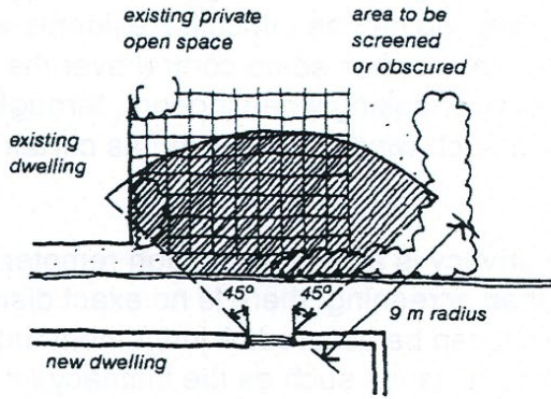 existing private
open space
area to be
screened
or obscured
existing
dwelling
45°
45°
9 m radius
new dwelling